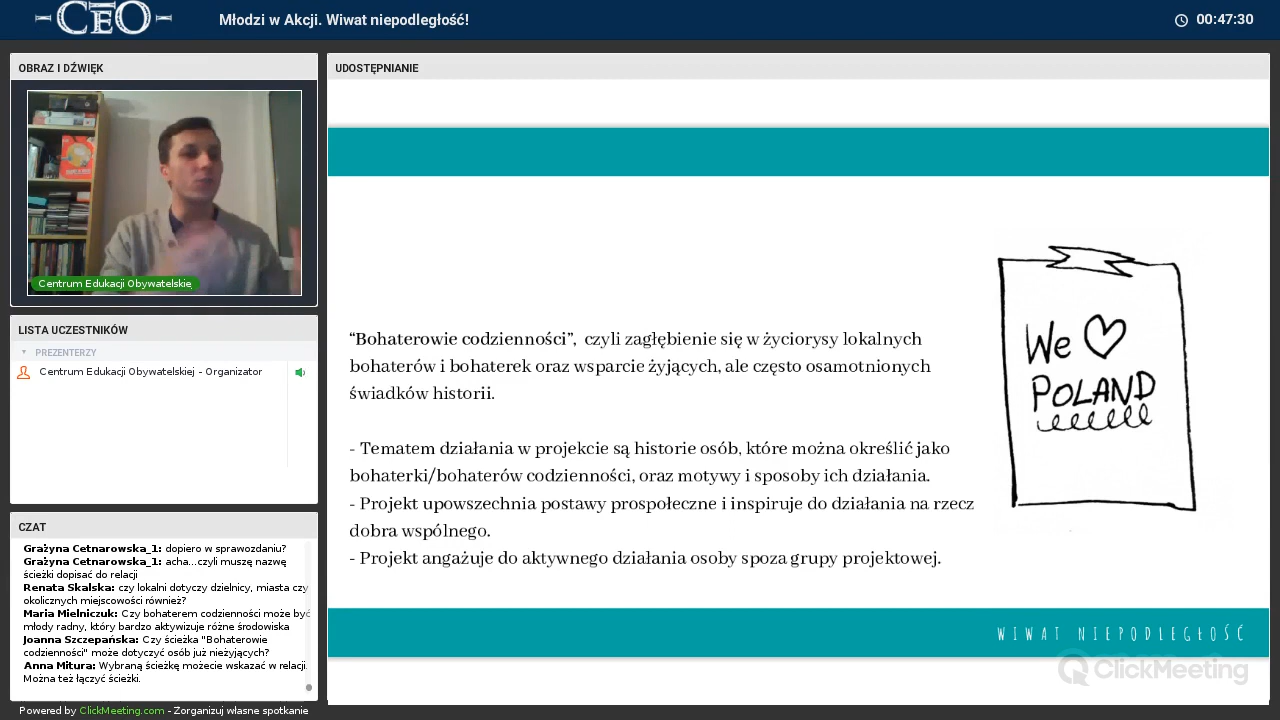 CEO
Młodzi w Akcji. Wiwat niepodległość!
00:47:30
OBRAZ I DŹWIĘK
Centrum Edukacji Obywatelskiej
LISTA UCZESTNIKÓW
PREZENTERZY
Centrum Edukacji Obywatelskiej - Organizator
CZAT
Grażyna Cetnarowska_1: dopiero w sprawozdaniu?
Grażyna Cetnarowska_1: acha...czyli muszę nazwę
ścieżki dopisać do relacji
Renata Skalska: czy lokalni dotyczy dzielnicy, miasta czy
okolicznych miejscowości również?
Maria Mielniczuk: Czy bohaterem codzienności może być
młody radny, który bardzo aktywizuje różne środowiska
Joanna Szczepańska: Czy ścieżka "Bohaterowie
codzienności" może dotyczyć osób już nieżyjących?
Anna Mitura: Wybraną ścieżkę możecie wskazać w relacji.
Można też łączyć ścieżki.
Powered by ClickMeeting.com - Zorganizuj własne spotkanie
UDOSTĘPNIANIE
“Bohaterowie codzienności”, czyli zagłębienie się w życiorysy lokalnych
bohaterów i bohaterek oraz wsparcie żyjących, ale często osamotnionych
świadków historii.
- Tematem działania w projekcie są historie osób, które można określić jako
bohaterki/bohaterów codzienności, oraz motywy i sposoby ich działania.
- Projekt upowszechnia postawy prospołeczne i inspiruje do działania na rzecz
dobra wspólnego.
- Projekt angażuje do aktywnego działania osoby spoza grupy projektowej.
We
POLAND
WIWAT NIEPODLEGŁOŚĆ
ClickMeeting